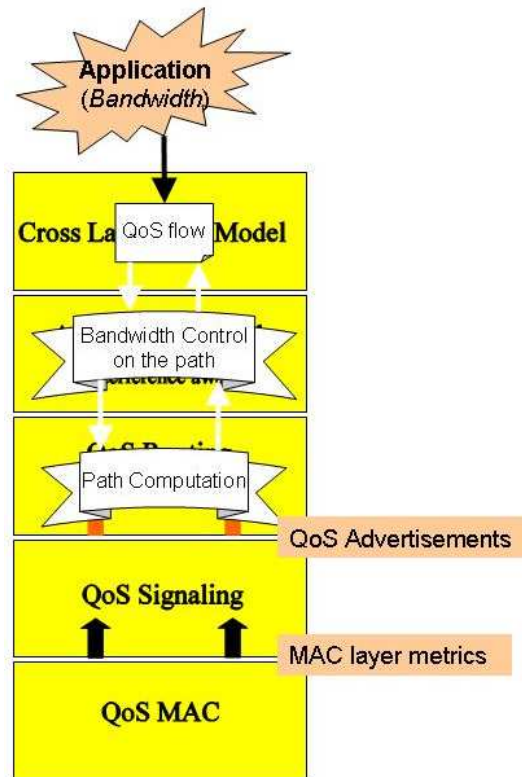 Application
(Bandwidth)
Cross La
QoS flow
Model
Bandwidth Control
on the path
Path Computation
QoS Advertisements
QoS Signaling
MAC layer metrics
QoS MAC